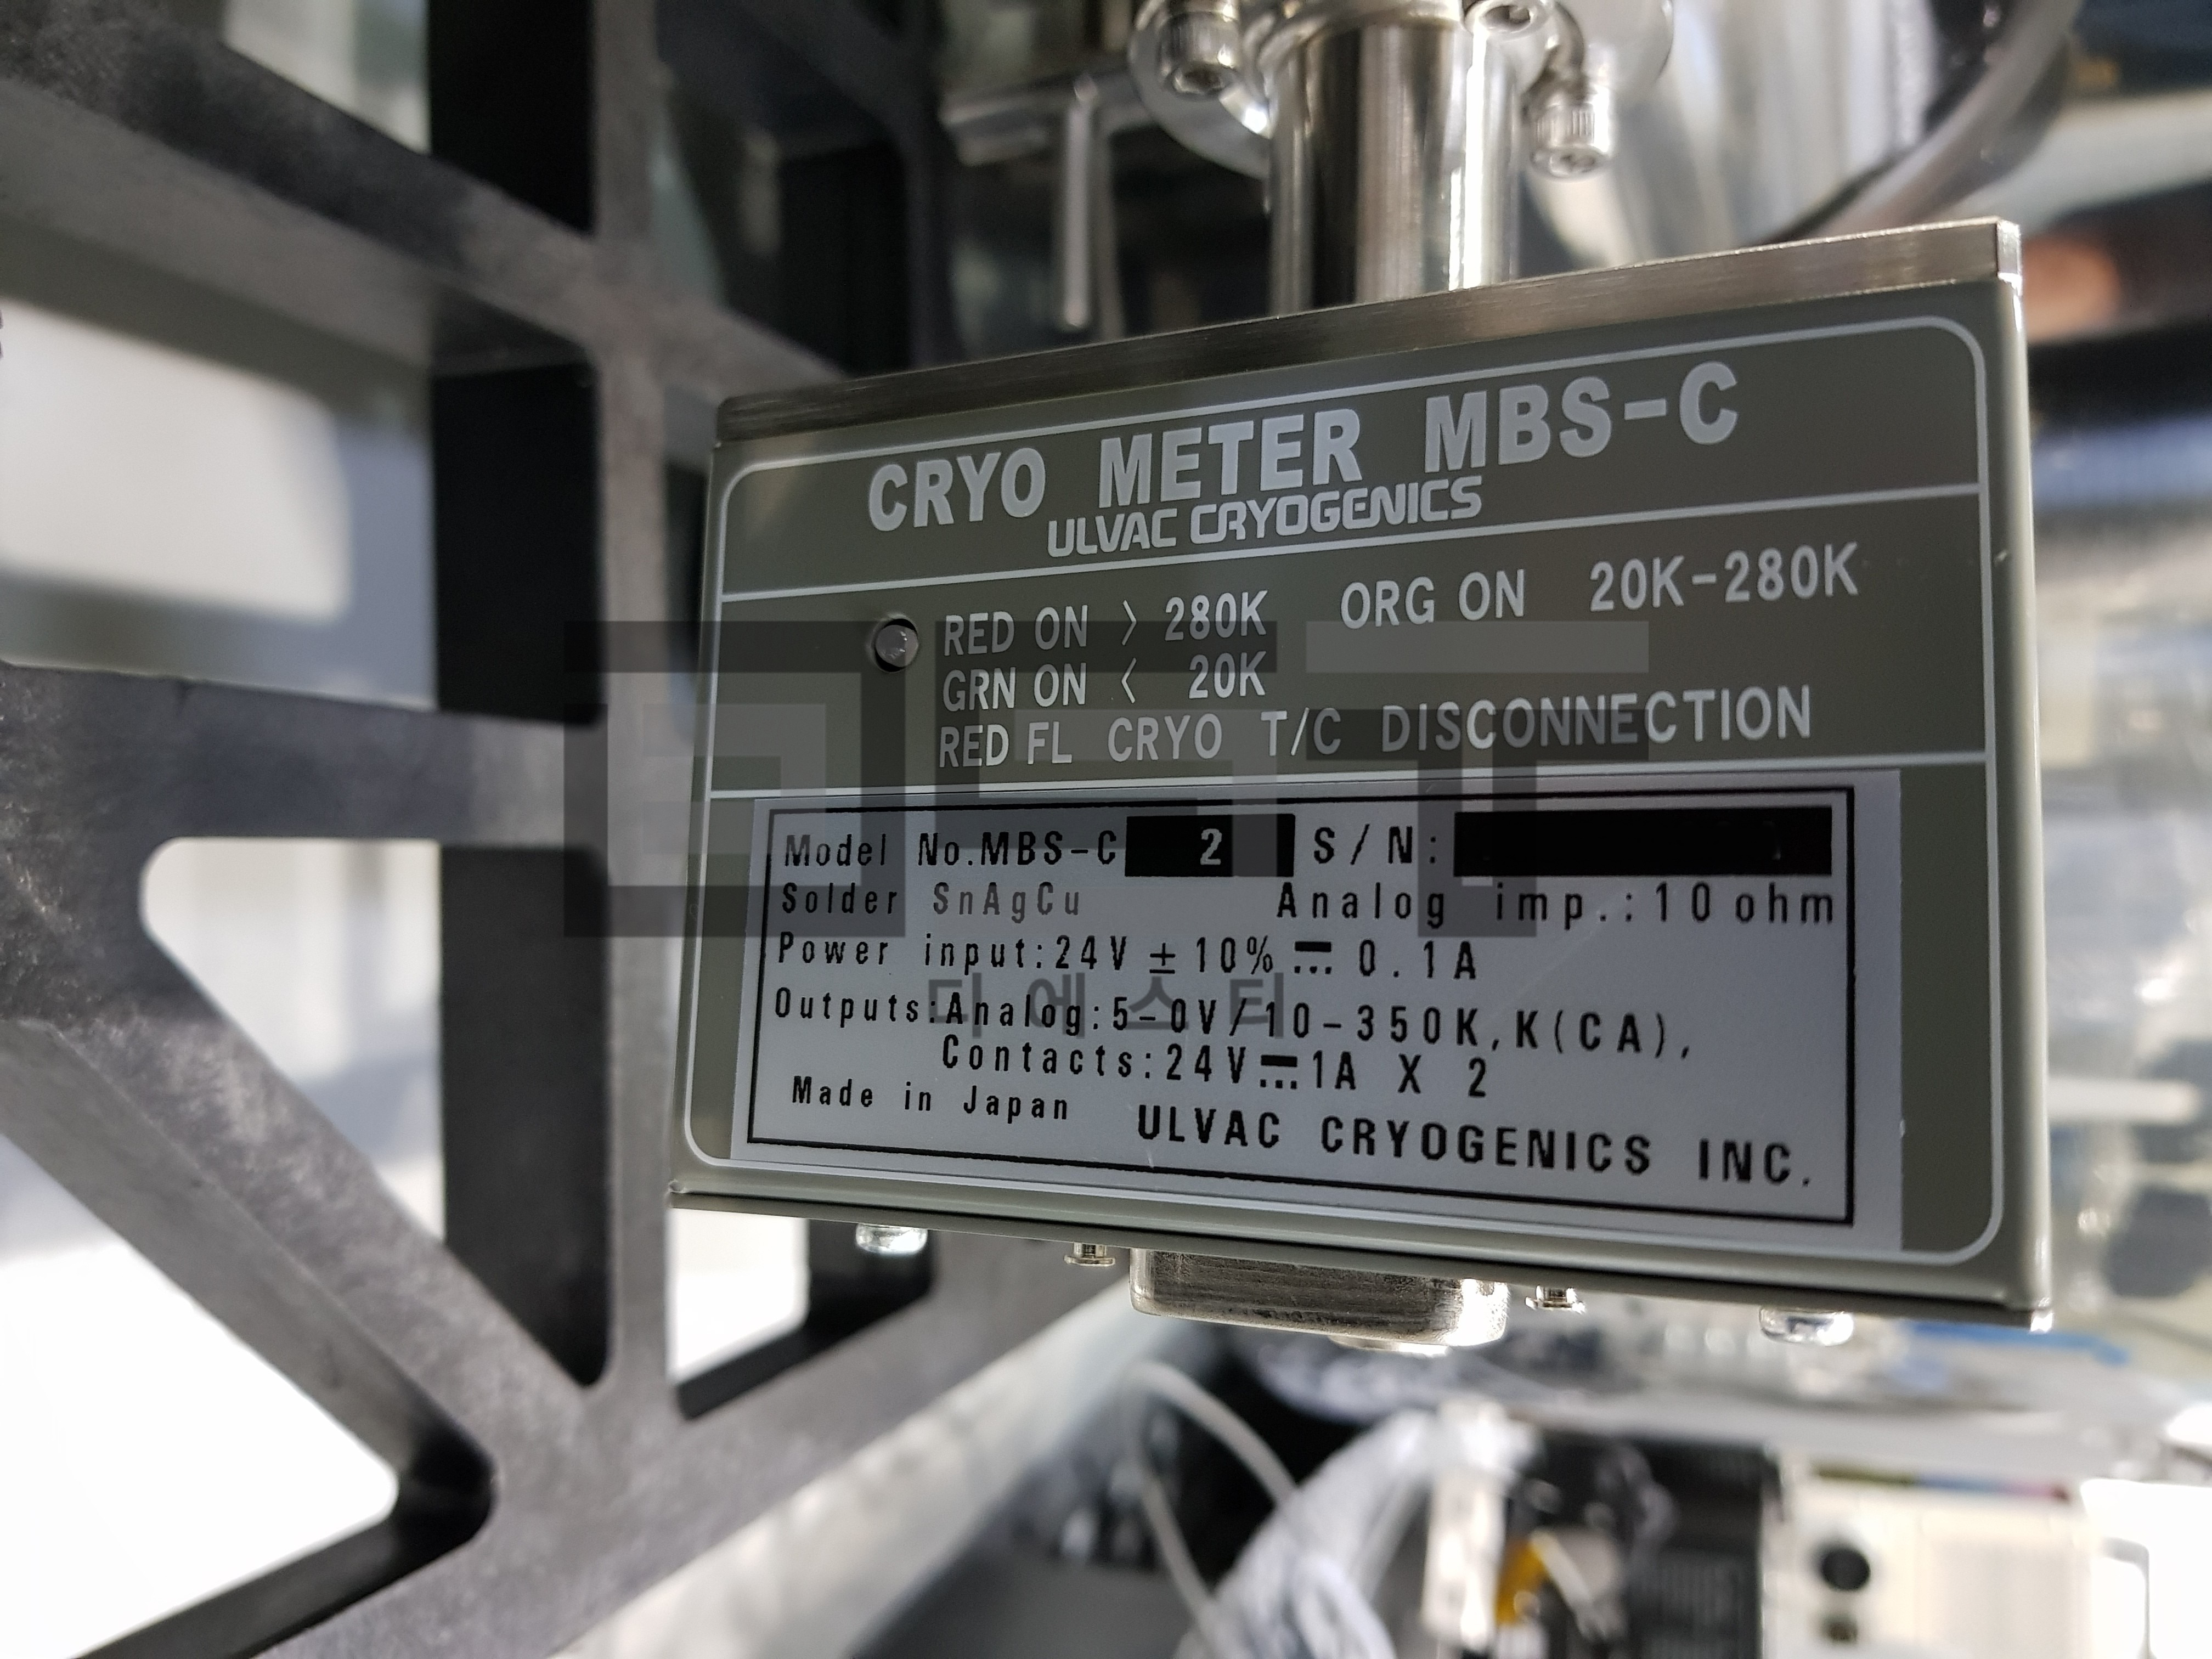 CRYO METER MBS-C
ULVAC CRYOGENICS
RED ON > 280K ORG ON 20K-280K
GRN ON < 20K
RED FL CRYO T/C DISCONNECTION
Model No.MBS-C 2 S/N:
Solder SnAgCu Analog imp.:10ohm
Power input:24V ± 10% ⎓ 0.1A
Outputs:Analog:5-0V/10-350K,K(CA),
Contacts:24V⎓1A X 2
Made in Japan ULVAC CRYOGENICS INC.
DST
디에스티